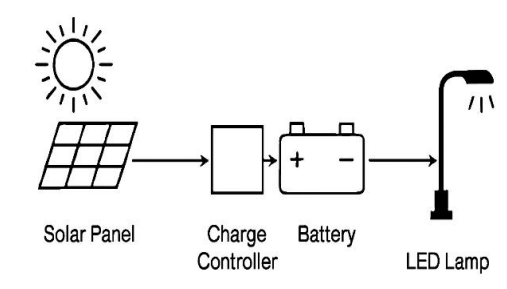 + −
Solar Panel
Charge
Controller
Battery
LED Lamp